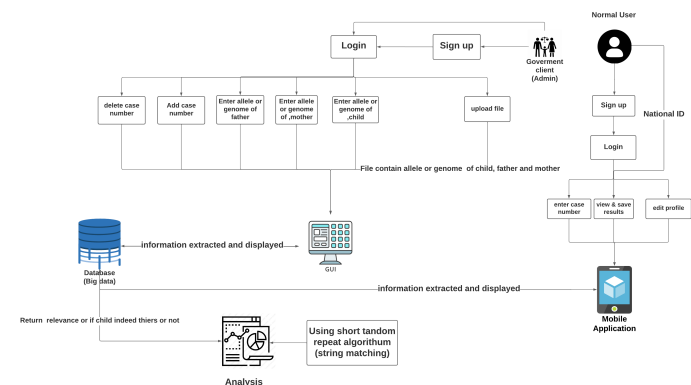 Normal User
Login
Sign up
Goverment
client
(Admin)
delete case
number
Add case
number
Enter allele or
genome of
father
Enter allele
or genome
of ,mother
Enter allele or
genome of
,child
upload file
Sign up
National ID
Login
File contain allele or genome of child, father and mother
enter case
number
view & save
results
edit profile
information extracted and displayed
GUI
Database
(Big data)
information extracted and displayed
Mobile
Application
Return relevance or if child indeed thiers or not
Using short tandom
repeat algorithum
(string matching)
Analysis